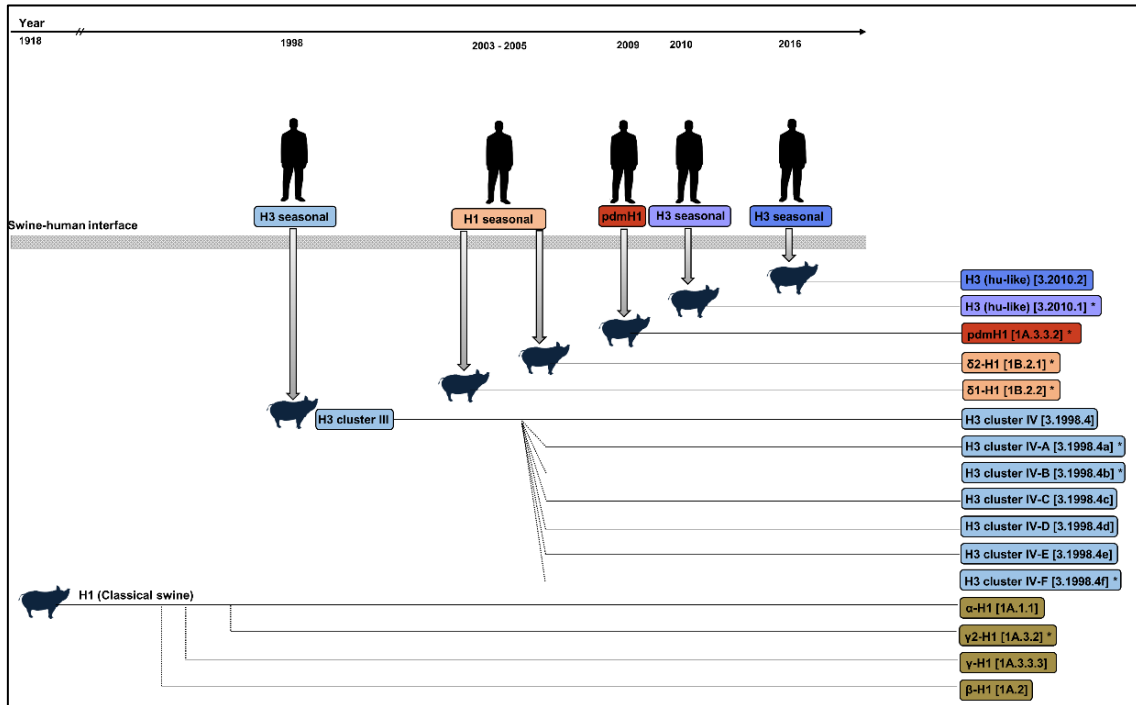 Year
1918
1998
2003 - 2005
2009
2010
2016
H3 seasonal
H1 seasonal
pdmH1
H3 seasonal
H3 seasonal
Swine-human interface
H3 (hu-like) [3.2010.2]
H3 (hu-like) [3.2010.1] *
pdmH1 [1A.3.3.2] *
δ2-H1 [1B.2.1] *
δ1-H1 [1B.2.2] *
H3 cluster III
H3 cluster IV [3.1998.4]
H3 cluster IV-A [3.1998.4a] *
H3 cluster IV-B [3.1998.4b] *
H3 cluster IV-C [3.1998.4c]
H3 cluster IV-D [3.1998.4d]
H3 cluster IV-E [3.1998.4e]
H3 cluster IV-F [3.1998.4f] *
H1 (Classical swine)
α-H1 [1A.1.1]
γ2-H1 [1A.3.2] *
γ-H1 [1A.3.3.3]
β-H1 [1A.2]